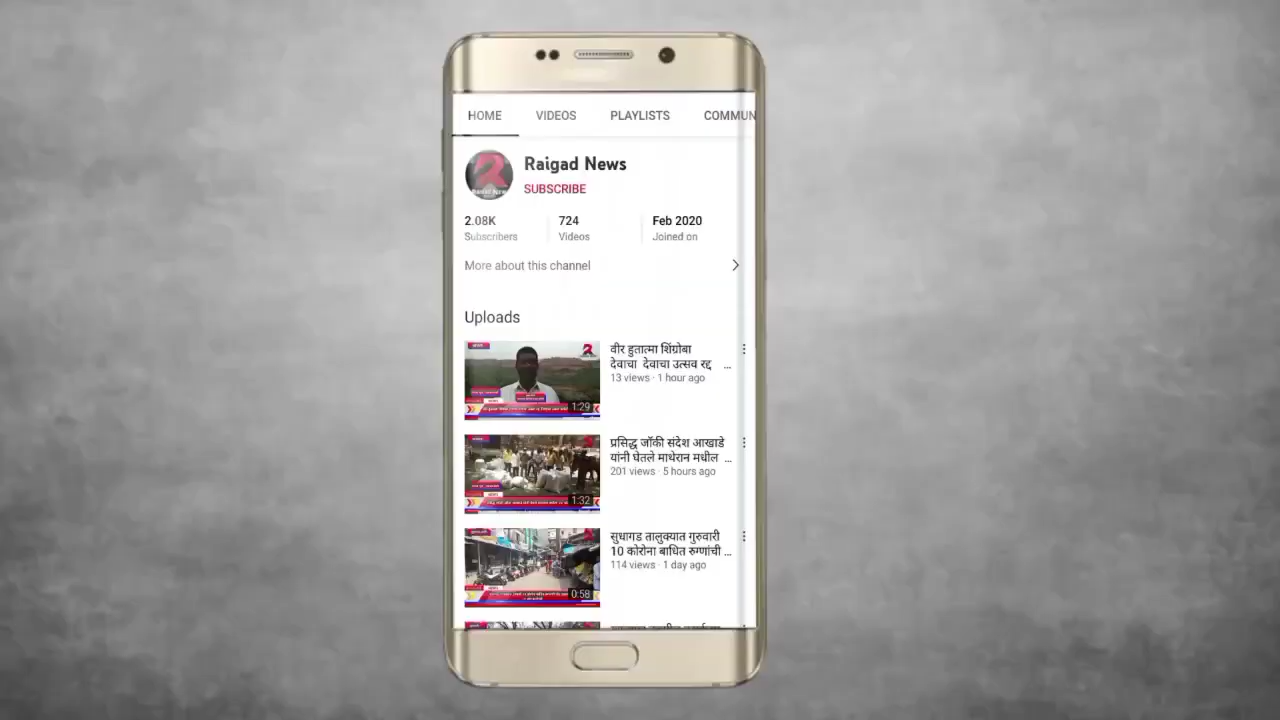 HOME VIDEOS PLAYLISTS COMMUN
Raigad News
SUBSCRIBE
2.08K 724 Feb 2020
Subscribers Videos Joined on
More about this channel
Uploads
वीर हुतात्मा शिंग्रोबा
देवाचा देवाचा उत्सव रद्द ...
13 views · 1 hour ago
1:29
प्रसिद्ध जॉकी संदेश आखाडे
यांनी घेतले माथेरान मधील ...
201 views · 5 hours ago
1:32
सुधागड तालुक्यात गुरुवारी
10 कोरोना बाधित रुग्णांची ...
114 views · 1 day ago
0:58